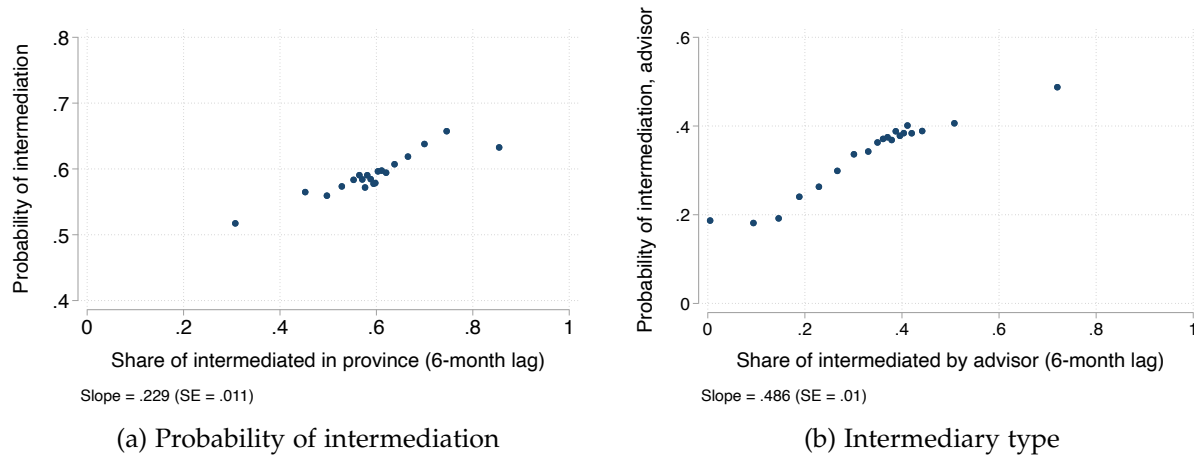 Probability of intermediation
.8
.7
.6
.5
.4
0
.2
.4
.6
.8
1
Share of intermediated in province (6-month lag)
Slope = .229 (SE = .011)
(a) Probability of intermediation
Probability of intermediation, advisor
.6
.4
.2
0
0
.2
.4
.6
.8
1
Share of intermediated by advisor (6-month lag)
Slope = .486 (SE = .01)
(b) Intermediary type